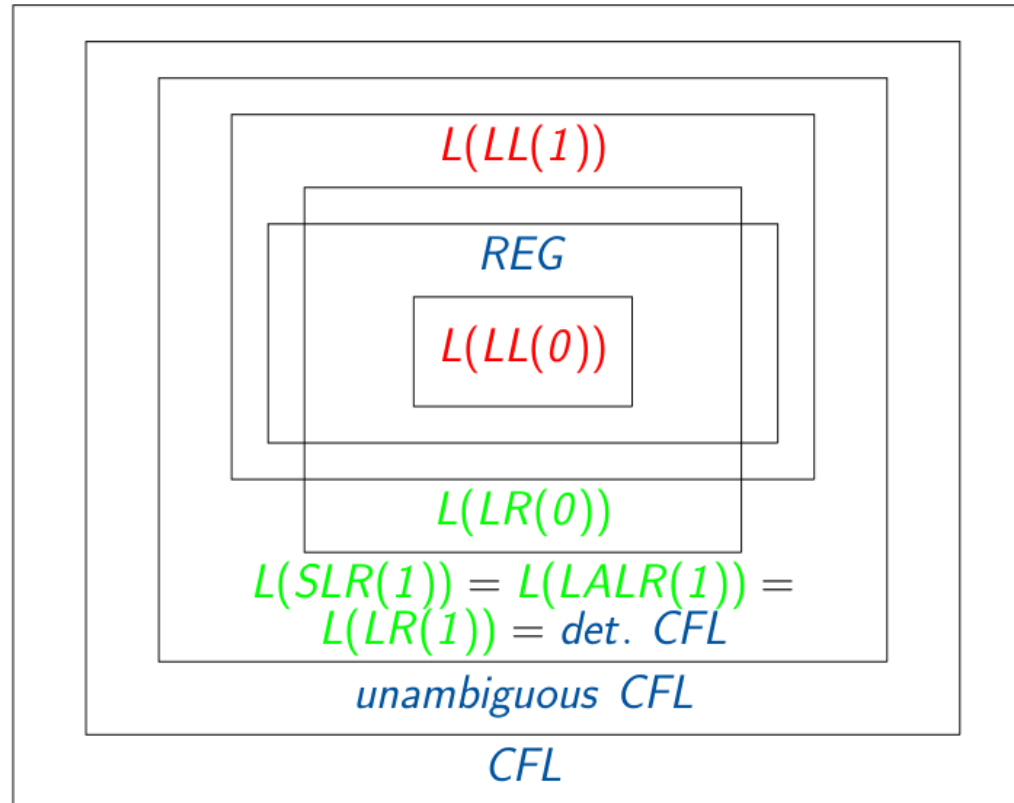 L(LL(1))
REG
L(LL(0))
L(LR(0))
L(SLR(1)) = L(LALR(1)) =
L(LR(1)) = det. CFL
unambiguous CFL
CFL